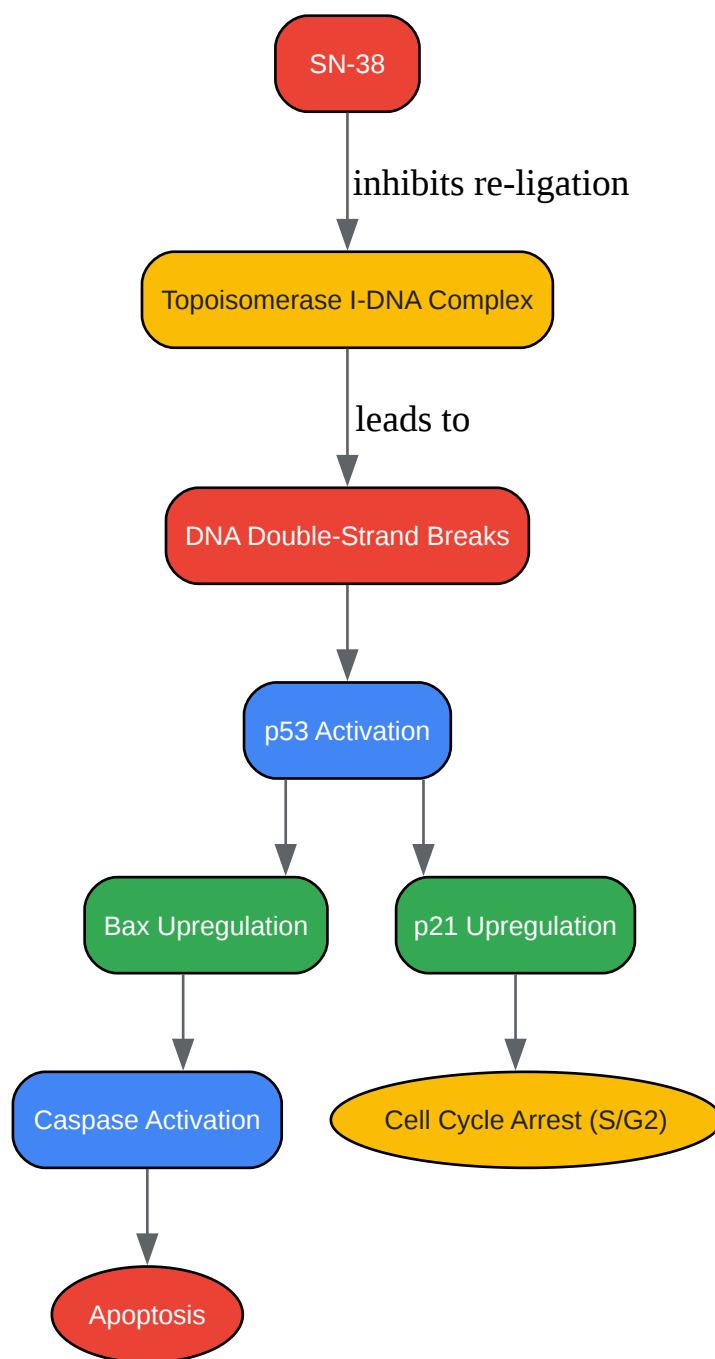 SN-38
inhibits re-ligation
Topoisomerase I-DNA Complex
leads to
DNA Double-Strand Breaks
p53 Activation
Bax Upregulation
p21 Upregulation
Caspase Activation
Cell Cycle Arrest (S/G2)
Apoptosis